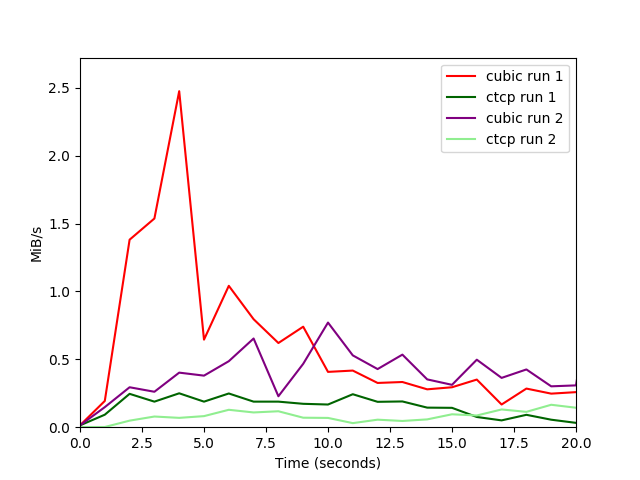 2.5
2.0
1.5
1.0
0.5
0.0
MiB/s
0.0 2.5 5.0 7.5 10.0 12.5 15.0 17.5 20.0
Time (seconds)
cubic run 1
ctcp run 1
cubic run 2
ctcp run 2